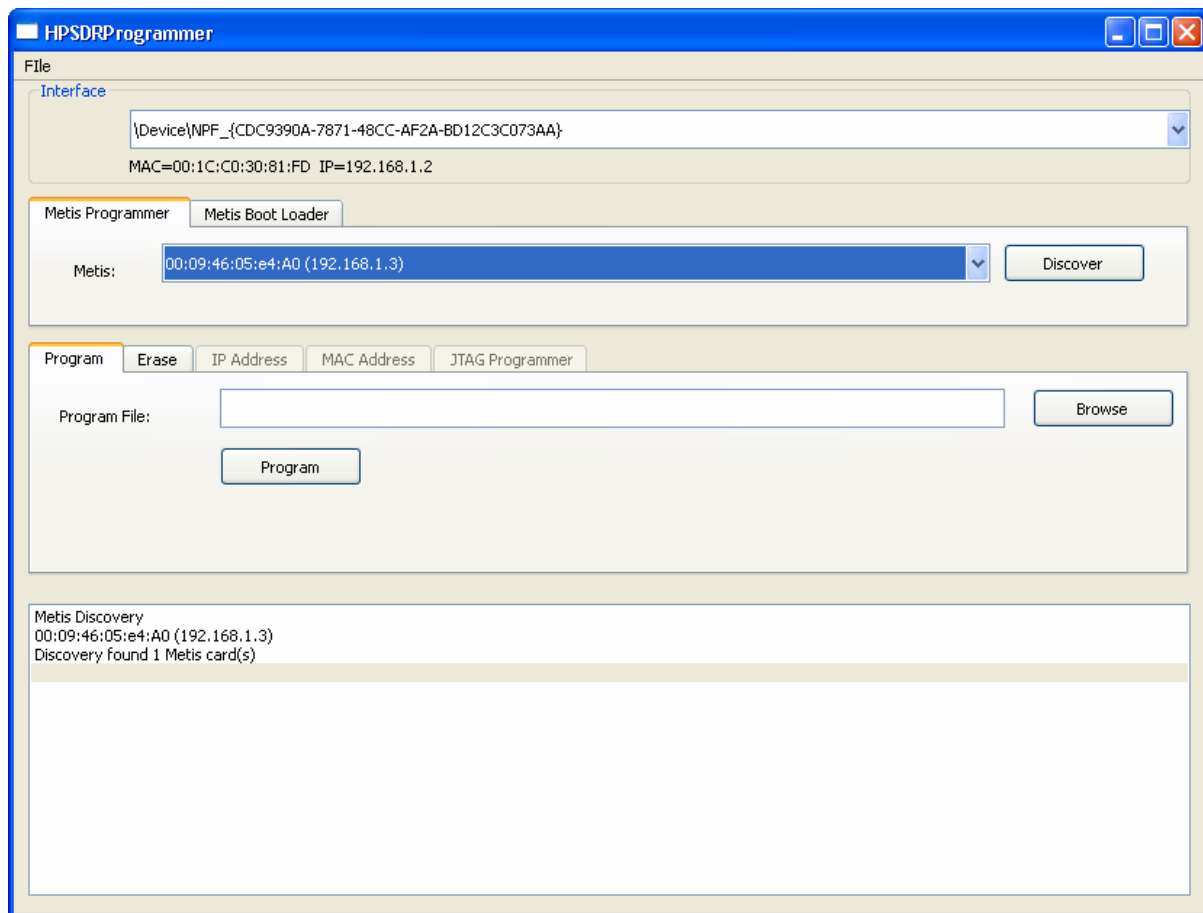 HPSDRProgrammer
FIle
Interface
\Device\NPF_{CDC9390A-7871-48CC-AF2A-BD12C3C073AA}
MAC=00:1C:C0:30:81:FD IP=192.168.1.2
Metis Programmer Metis Boot Loader
Metis: 00:09:46:05:e4:A0 (192.168.1.3) Discover
Program Erase IP Address MAC Address JTAG Programmer
Program File: Browse
Program
Metis Discovery
00:09:46:05:e4:A0 (192.168.1.3)
Discovery found 1 Metis card(s)